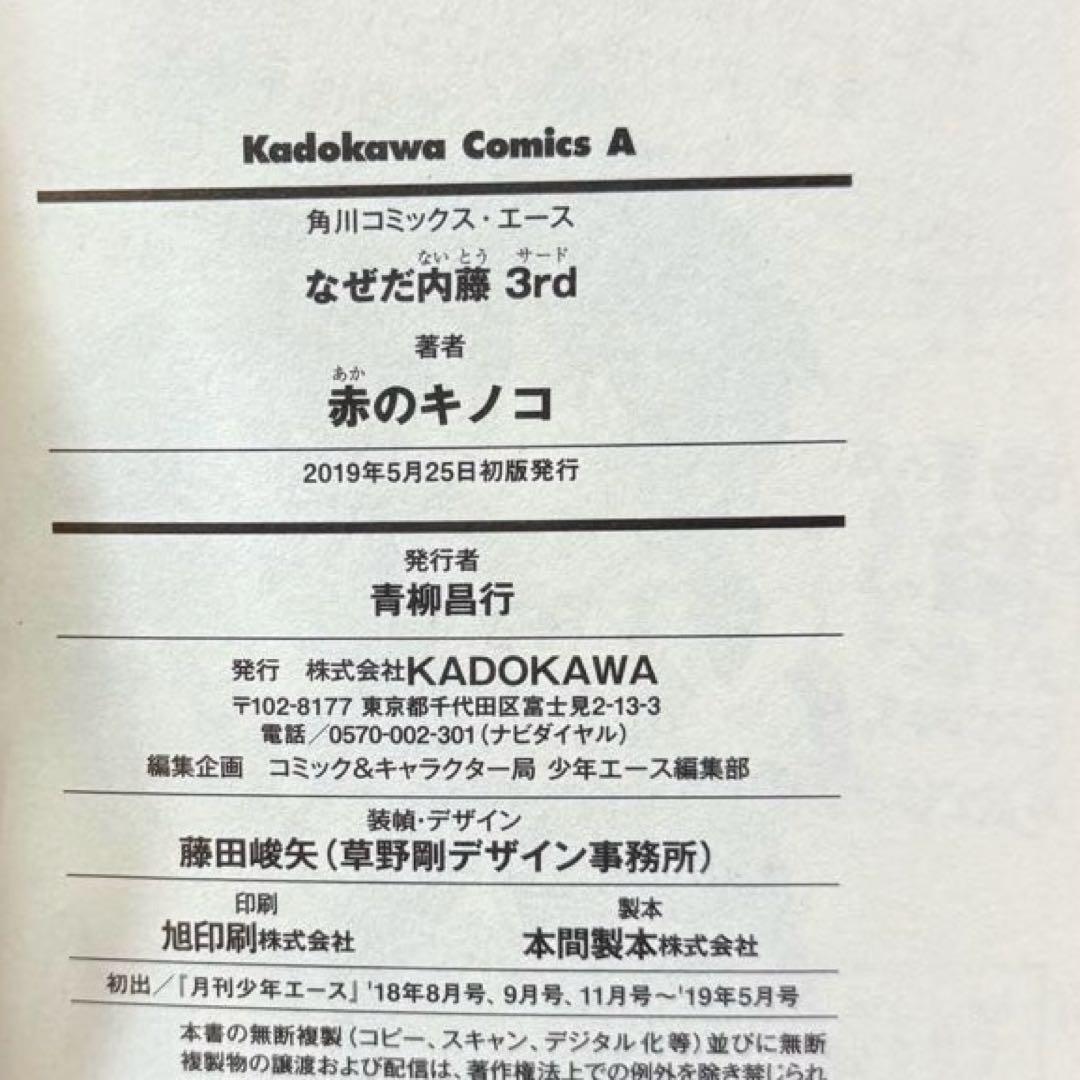 Kadokawa Comics A
角川コミックス・エース
なぜだ内藤 3rd
ないとう サード
著者
赤のキノコ
あか
2019年5月25日初版発行
発行者
青柳昌行
発行 株式会社KADOKAWA
〒102-8177 東京都千代田区富士見2-13-3
電話／0570-002-301（ナビダイヤル）
編集企画 コミック&キャラクター局 少年エース編集部
装幀・デザイン
藤田峻矢（草野剛デザイン事務所）
印刷 製本
旭印刷株式会社 本間製本株式会社
初出／『月刊少年エース』'18年8月号、9月号、11月号〜'19年5月号
本書の無断複製（コピー、スキャン、デジタル化等）並びに無断
複製物の譲渡および配信は、著作権法上での例外を除き禁じられ